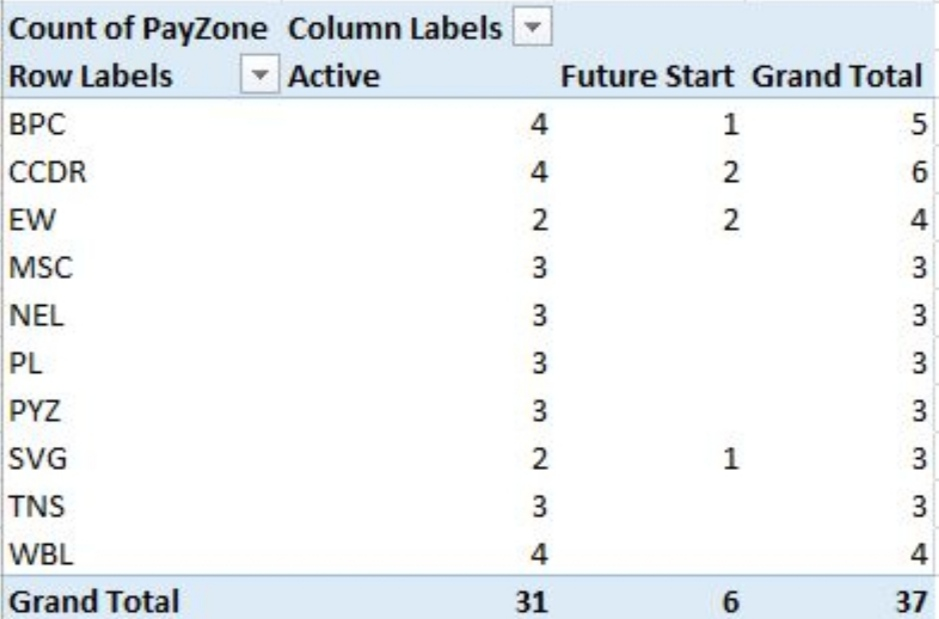 Count of PayZone Column Labels
Row Labels Active Future Start Grand Total
BPC 4 1 5
CCDR 4 2 6
EW 2 2 4
MSC 3 3
NEL 3 3
PL 3 3
PYZ 3 3
SVG 2 1 3
TNS 3 3
WBL 4 4
Grand Total 31 6 37